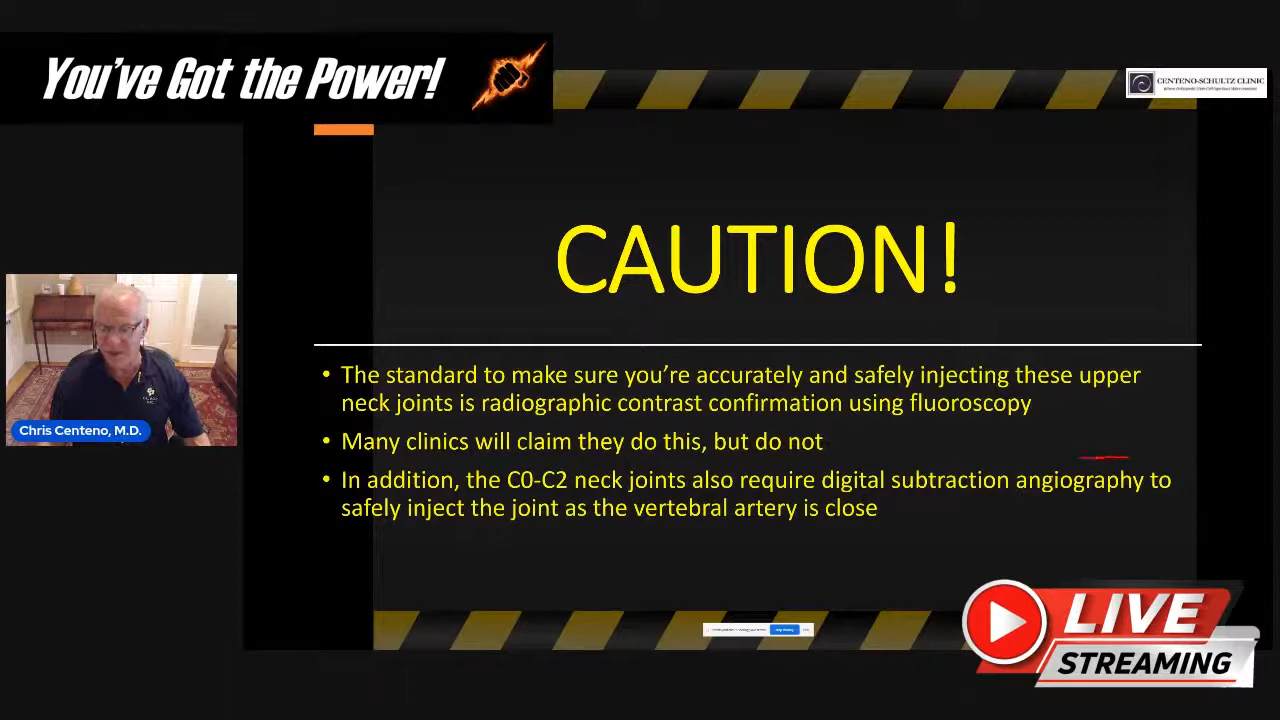 You've Got the Power!
CENTENO-SCHULTZ CLINIC
CAUTION!
• The standard to make sure you're accurately and safely injecting these upper
neck joints is radiographic contrast confirmation using fluoroscopy
• Many clinics will claim they do this, but do not
• In addition, the C0-C2 neck joints also require digital subtraction angiography to
safely inject the joint as the vertebral artery is close
Chris Centeno, M.D.
LIVE
STREAMING